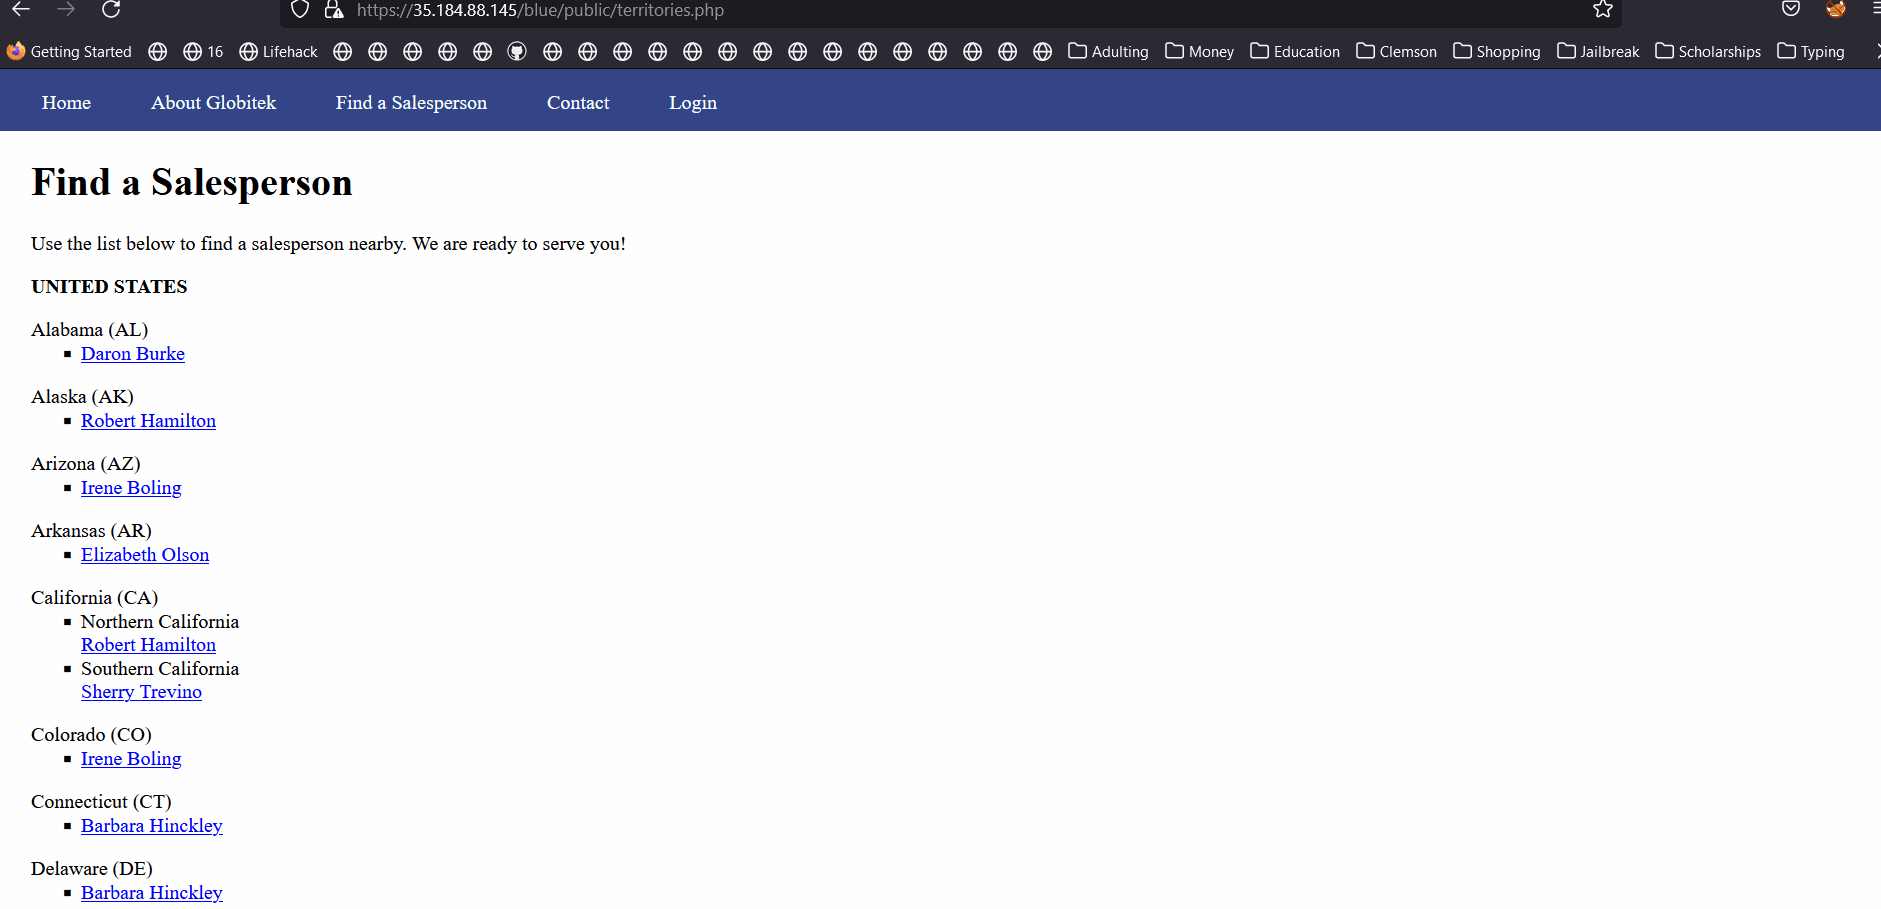 https://35.184.88.145/blue/public/territories.php
Getting Started 16 Lifehack Adulting Money Education Clemson Shopping Jailbreak Scholarships Typing
Home About Globitek Find a Salesperson Contact Login
Find a Salesperson
Use the list below to find a salesperson nearby. We are ready to serve you!
UNITED STATES
Alabama (AL)
Daron Burke
Alaska (AK)
Robert Hamilton
Arizona (AZ)
Irene Boling
Arkansas (AR)
Elizabeth Olson
California (CA)
Northern California
Robert Hamilton
Southern California
Sherry Trevino
Colorado (CO)
Irene Boling
Connecticut (CT)
Barbara Hinckley
Delaware (DE)
Barbara Hinckley